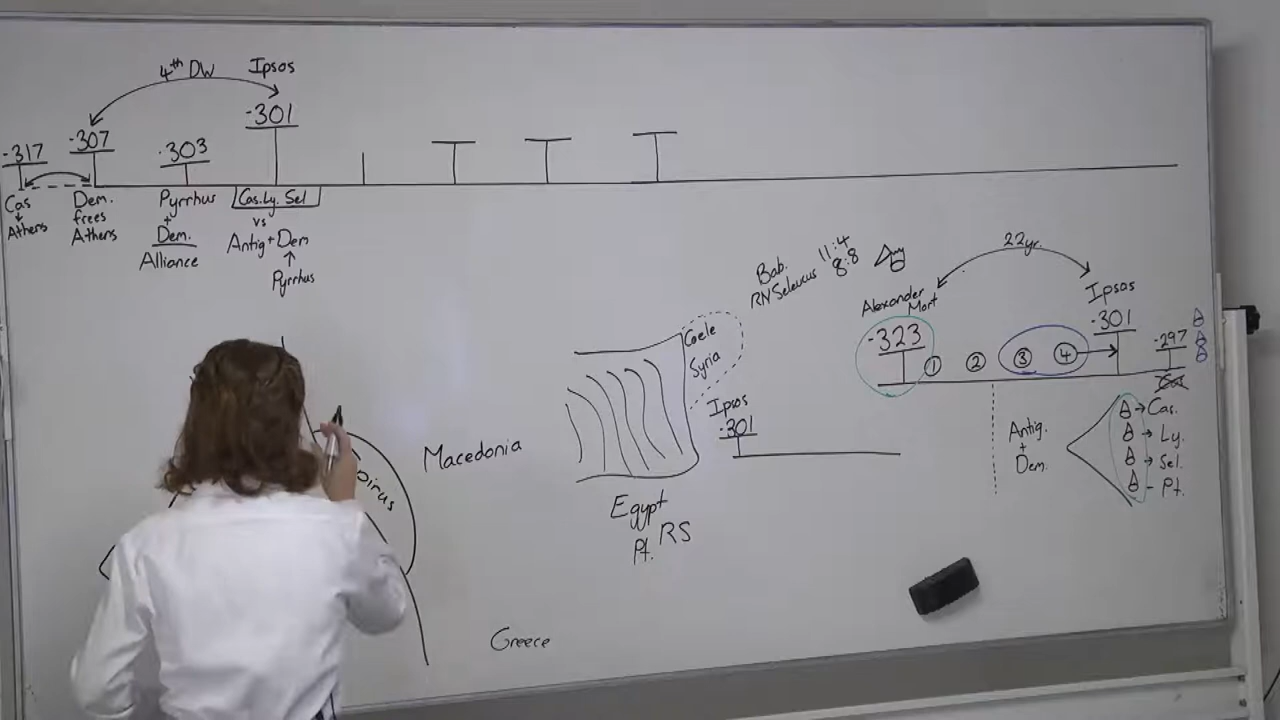 4th DW
Ipsos
-317
-307
-303
-301
Cas
Athens
Dem.
frees
Athens
Pyrrhus
+
Dem.
Alliance
Cas. Ly. Sel
vs
Antig + Dem
Pyrrhus
Macedonia
Greece
Coele
Syria
Egypt
Pt. RS
Ipsos
-301
Bab. 11:4
RN Seleucus 8:8
22yr.
Alexander
Mort
-323
1 2 3 4
Ipsos
-301
-297
Antig.
+
Dem.
Cas.
Ly.
Sel.
Pt.